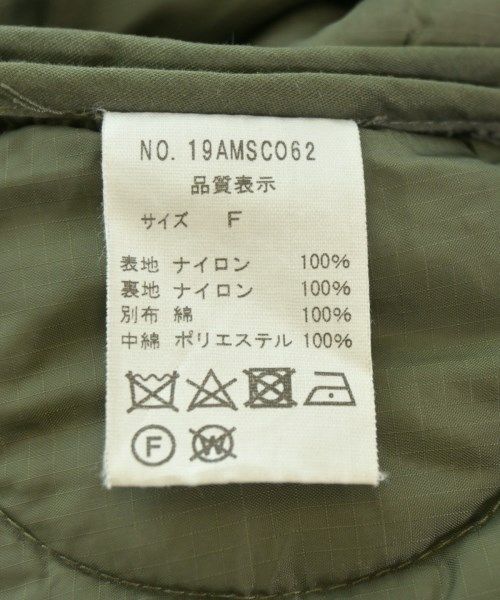 NO. 19AMSC062
品質表示
サイズ F
表地 ナイロン 100%
裏地 ナイロン 100%
別布 綿 100%
中綿 ポリエステル 100%
F W